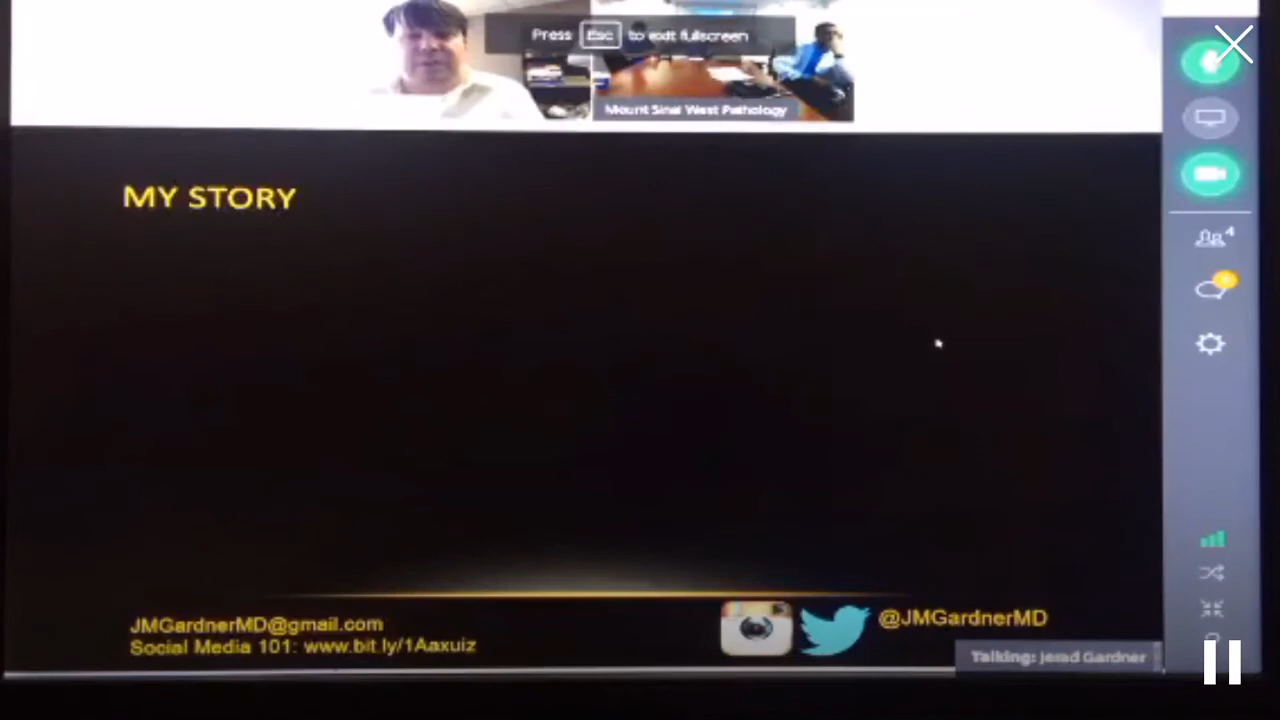 Press Esc to exit fullscreen
Mount Sinai West Pathology
4
MY STORY
JMGardnerMD@gmail.com
Social Media 101: www.bit.ly/1Aaxuiz
@JMGardnerMD
Talking: Jerad Gardner